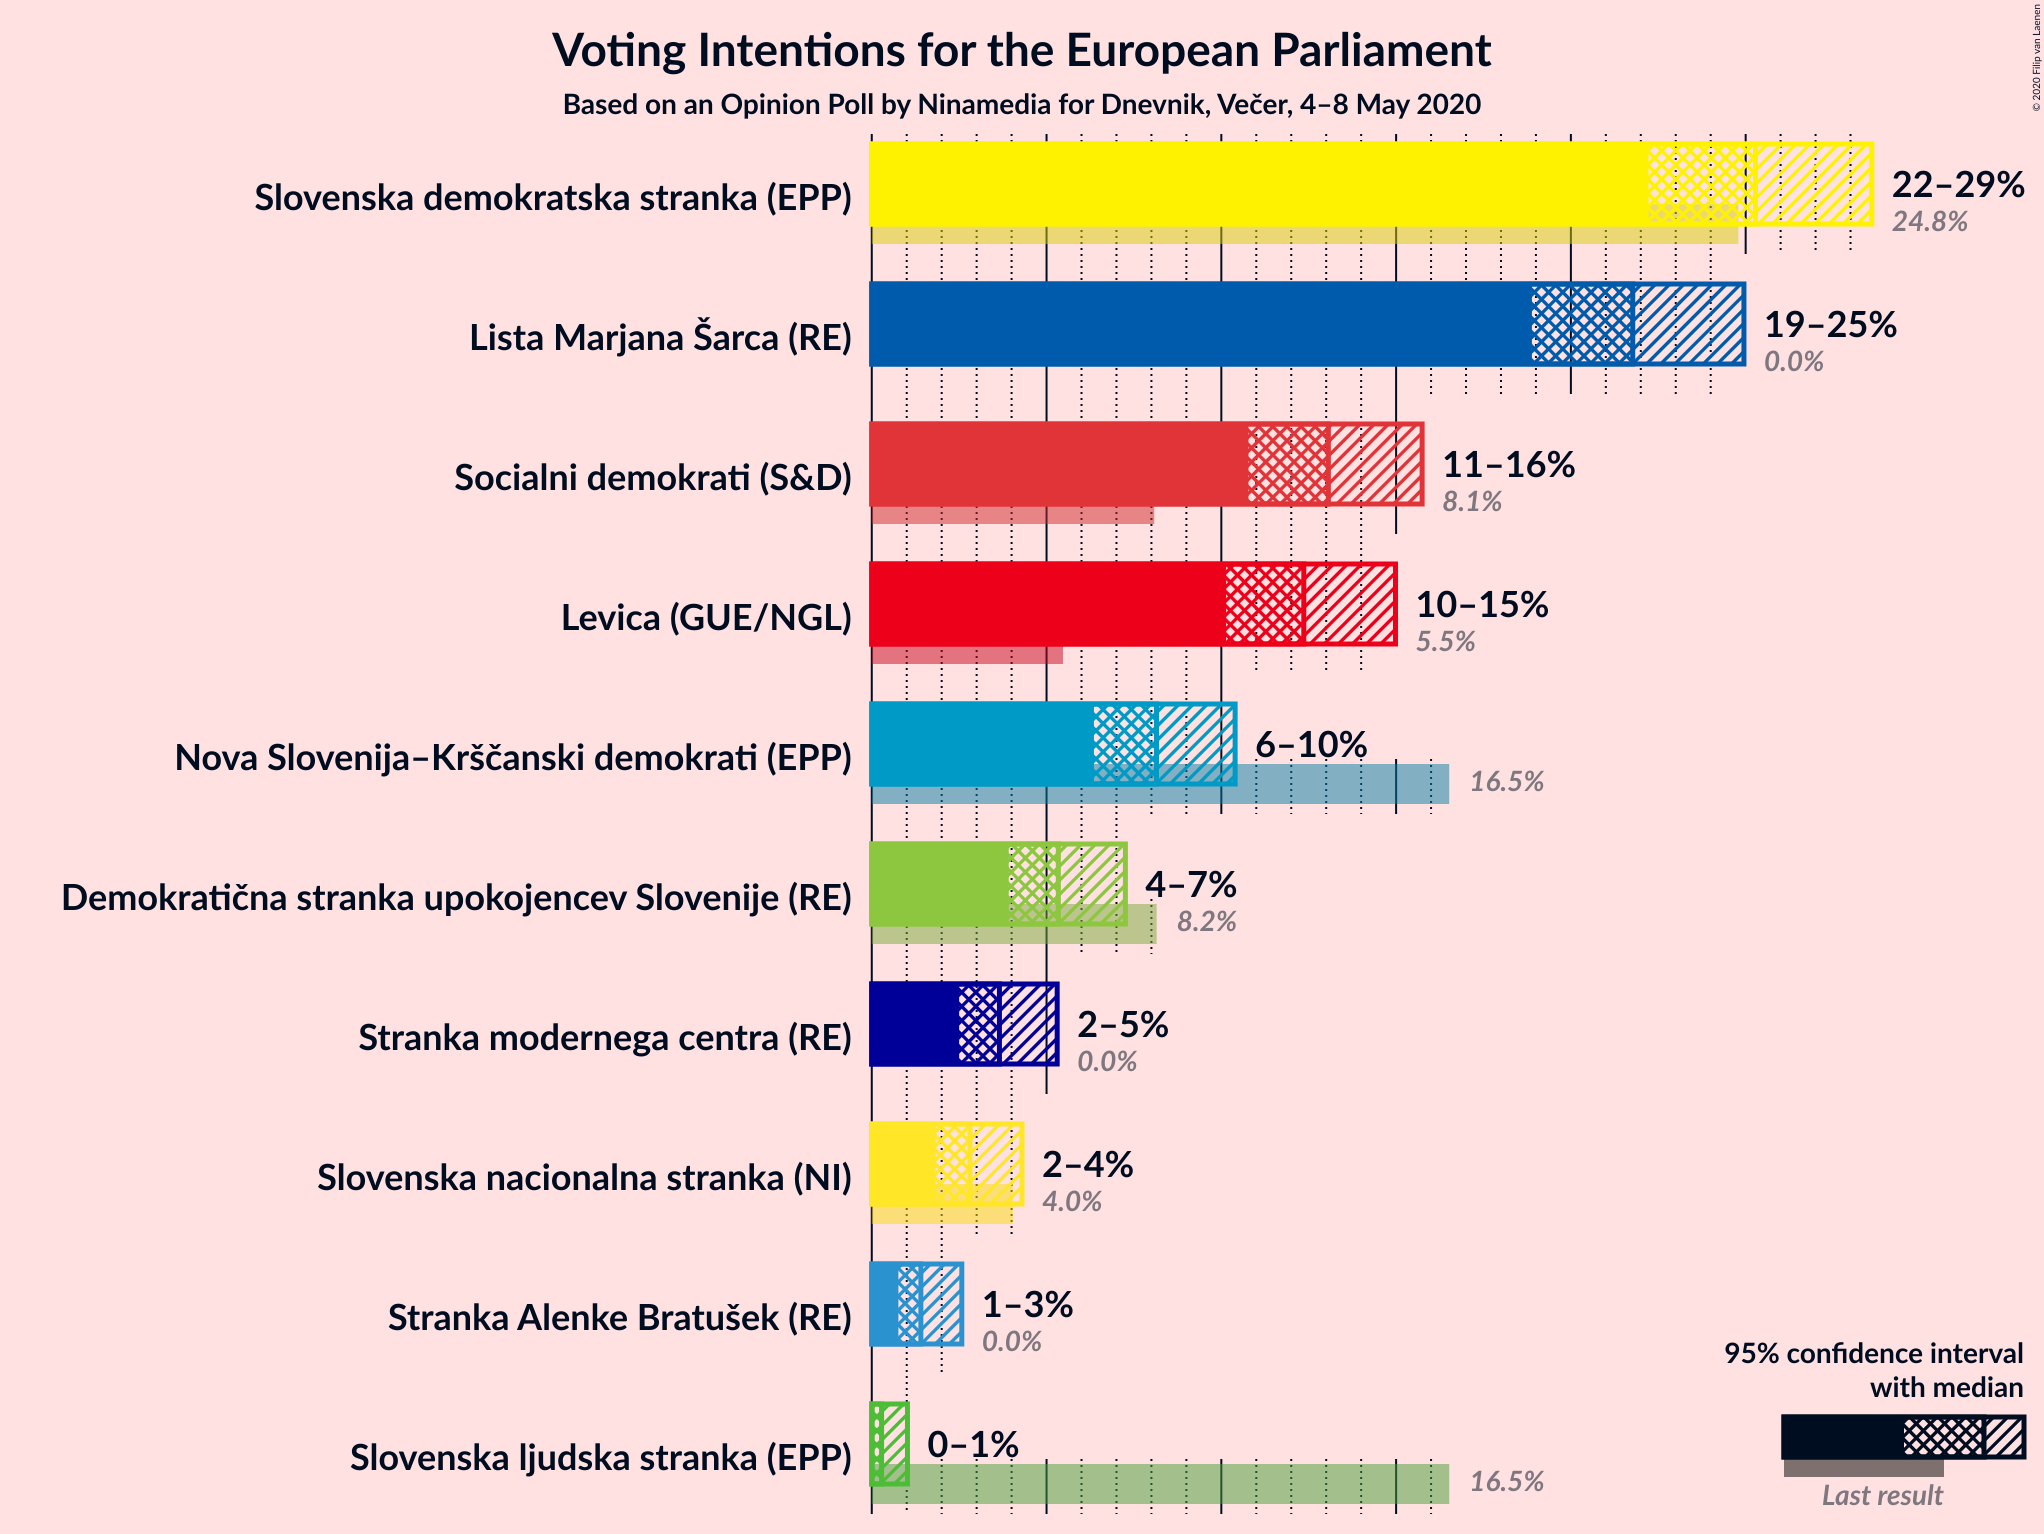 © 2020 Filip van Laenen
Voting Intentions for the European Parliament
Based on an Opinion Poll by Ninamedia for Dnevnik, Večer, 4–8 May 2020
Slovenska demokratska stranka (EPP)
22–29%
24.8%
Lista Marjana Šarca (RE)
19–25%
0.0%
Socialni demokrati (S&D)
11–16%
8.1%
Levica (GUE/NGL)
10–15%
5.5%
Nova Slovenija–Krščanski demokrati (EPP)
6–10%
16.5%
Demokratična stranka upokojencev Slovenije (RE)
4–7%
8.2%
Stranka modernega centra (RE)
2–5%
0.0%
Slovenska nacionalna stranka (NI)
2–4%
4.0%
Stranka Alenke Bratušek (RE)
1–3%
0.0%
Slovenska ljudska stranka (EPP)
0–1%
16.5%
95% confidence interval
with median
Last result